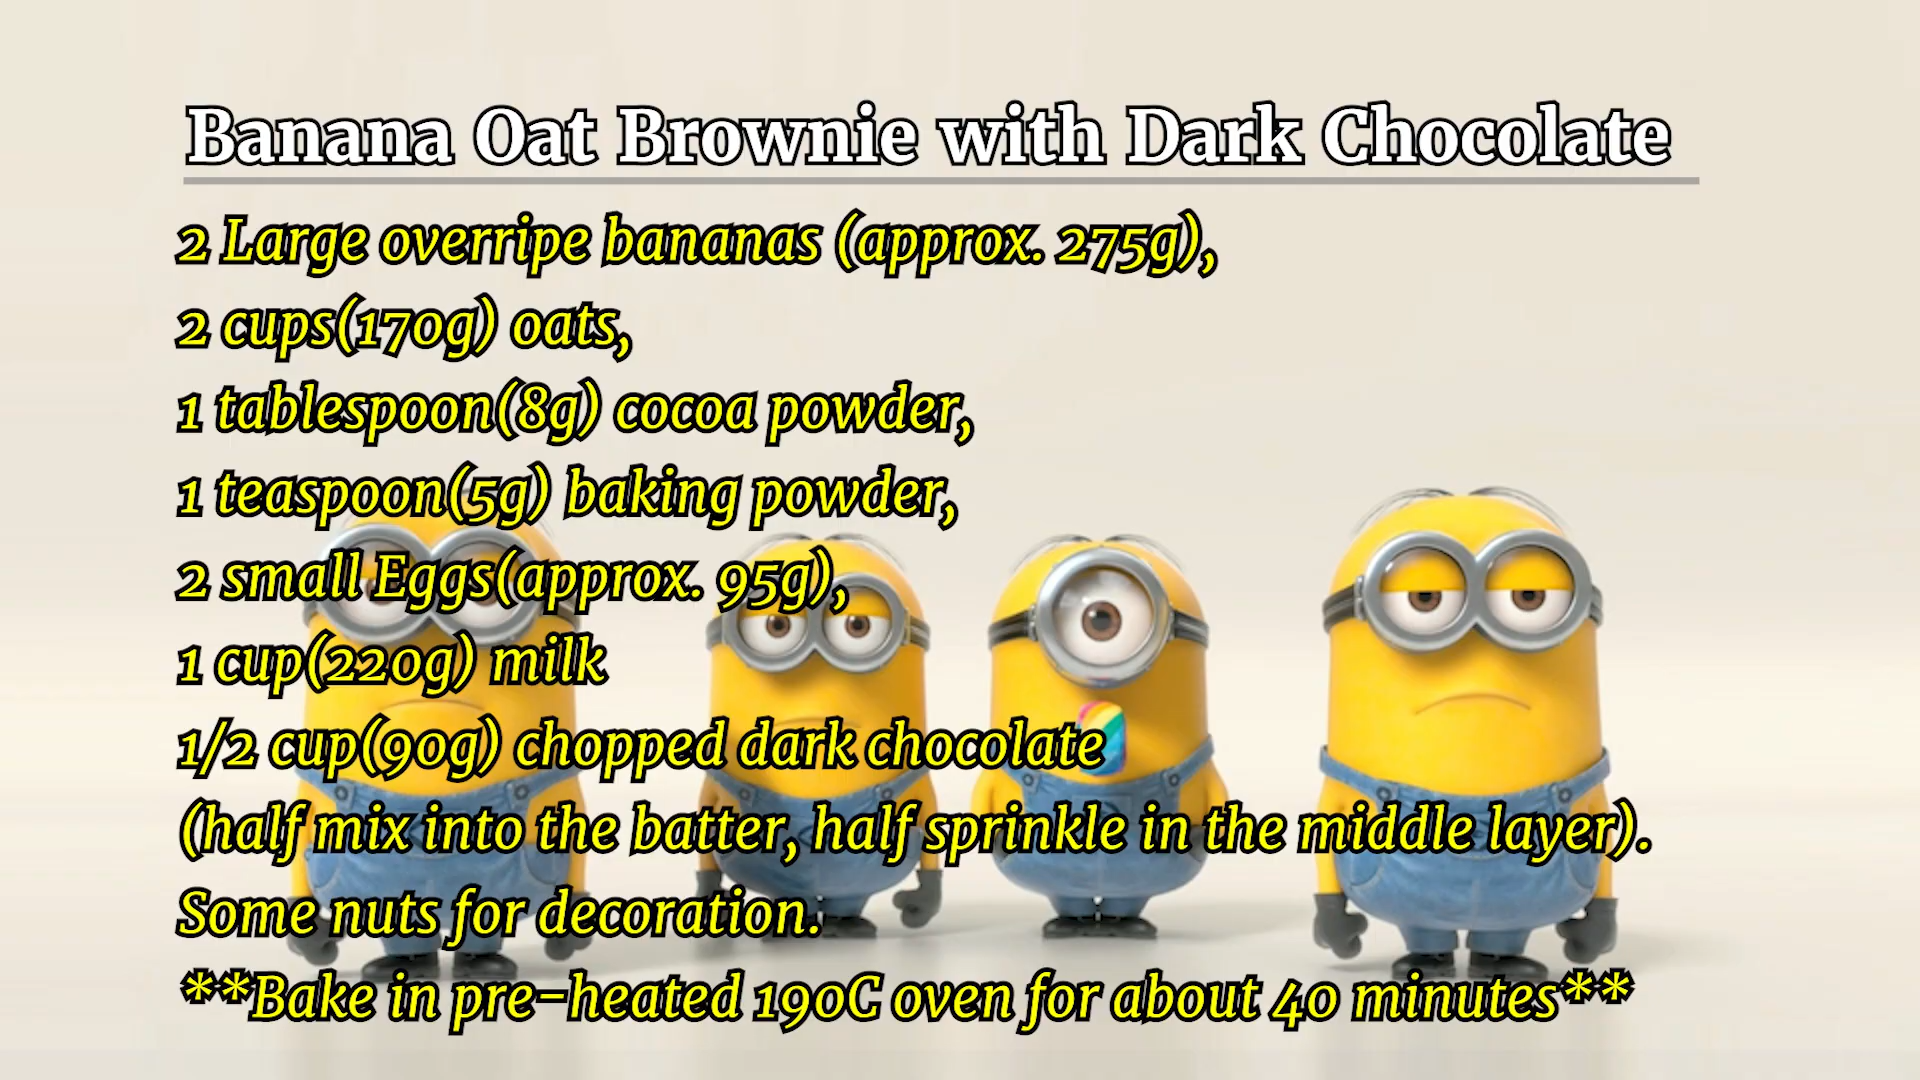 Banana Oat Brownie with Dark Chocolate
2 Large overripe bananas (approx. 275g),
2 cups(170g) oats,
1 tablespoon(8g) cocoa powder,
1 teaspoon(5g) baking powder,
2 small Eggs(approx. 95g),
1 cup(220g) milk
1/2 cup(90g) chopped dark chocolate
(half mix into the batter, half sprinkle in the middle layer).
Some nuts for decoration.
**Bake in pre-heated 190C oven for about 40 minutes**